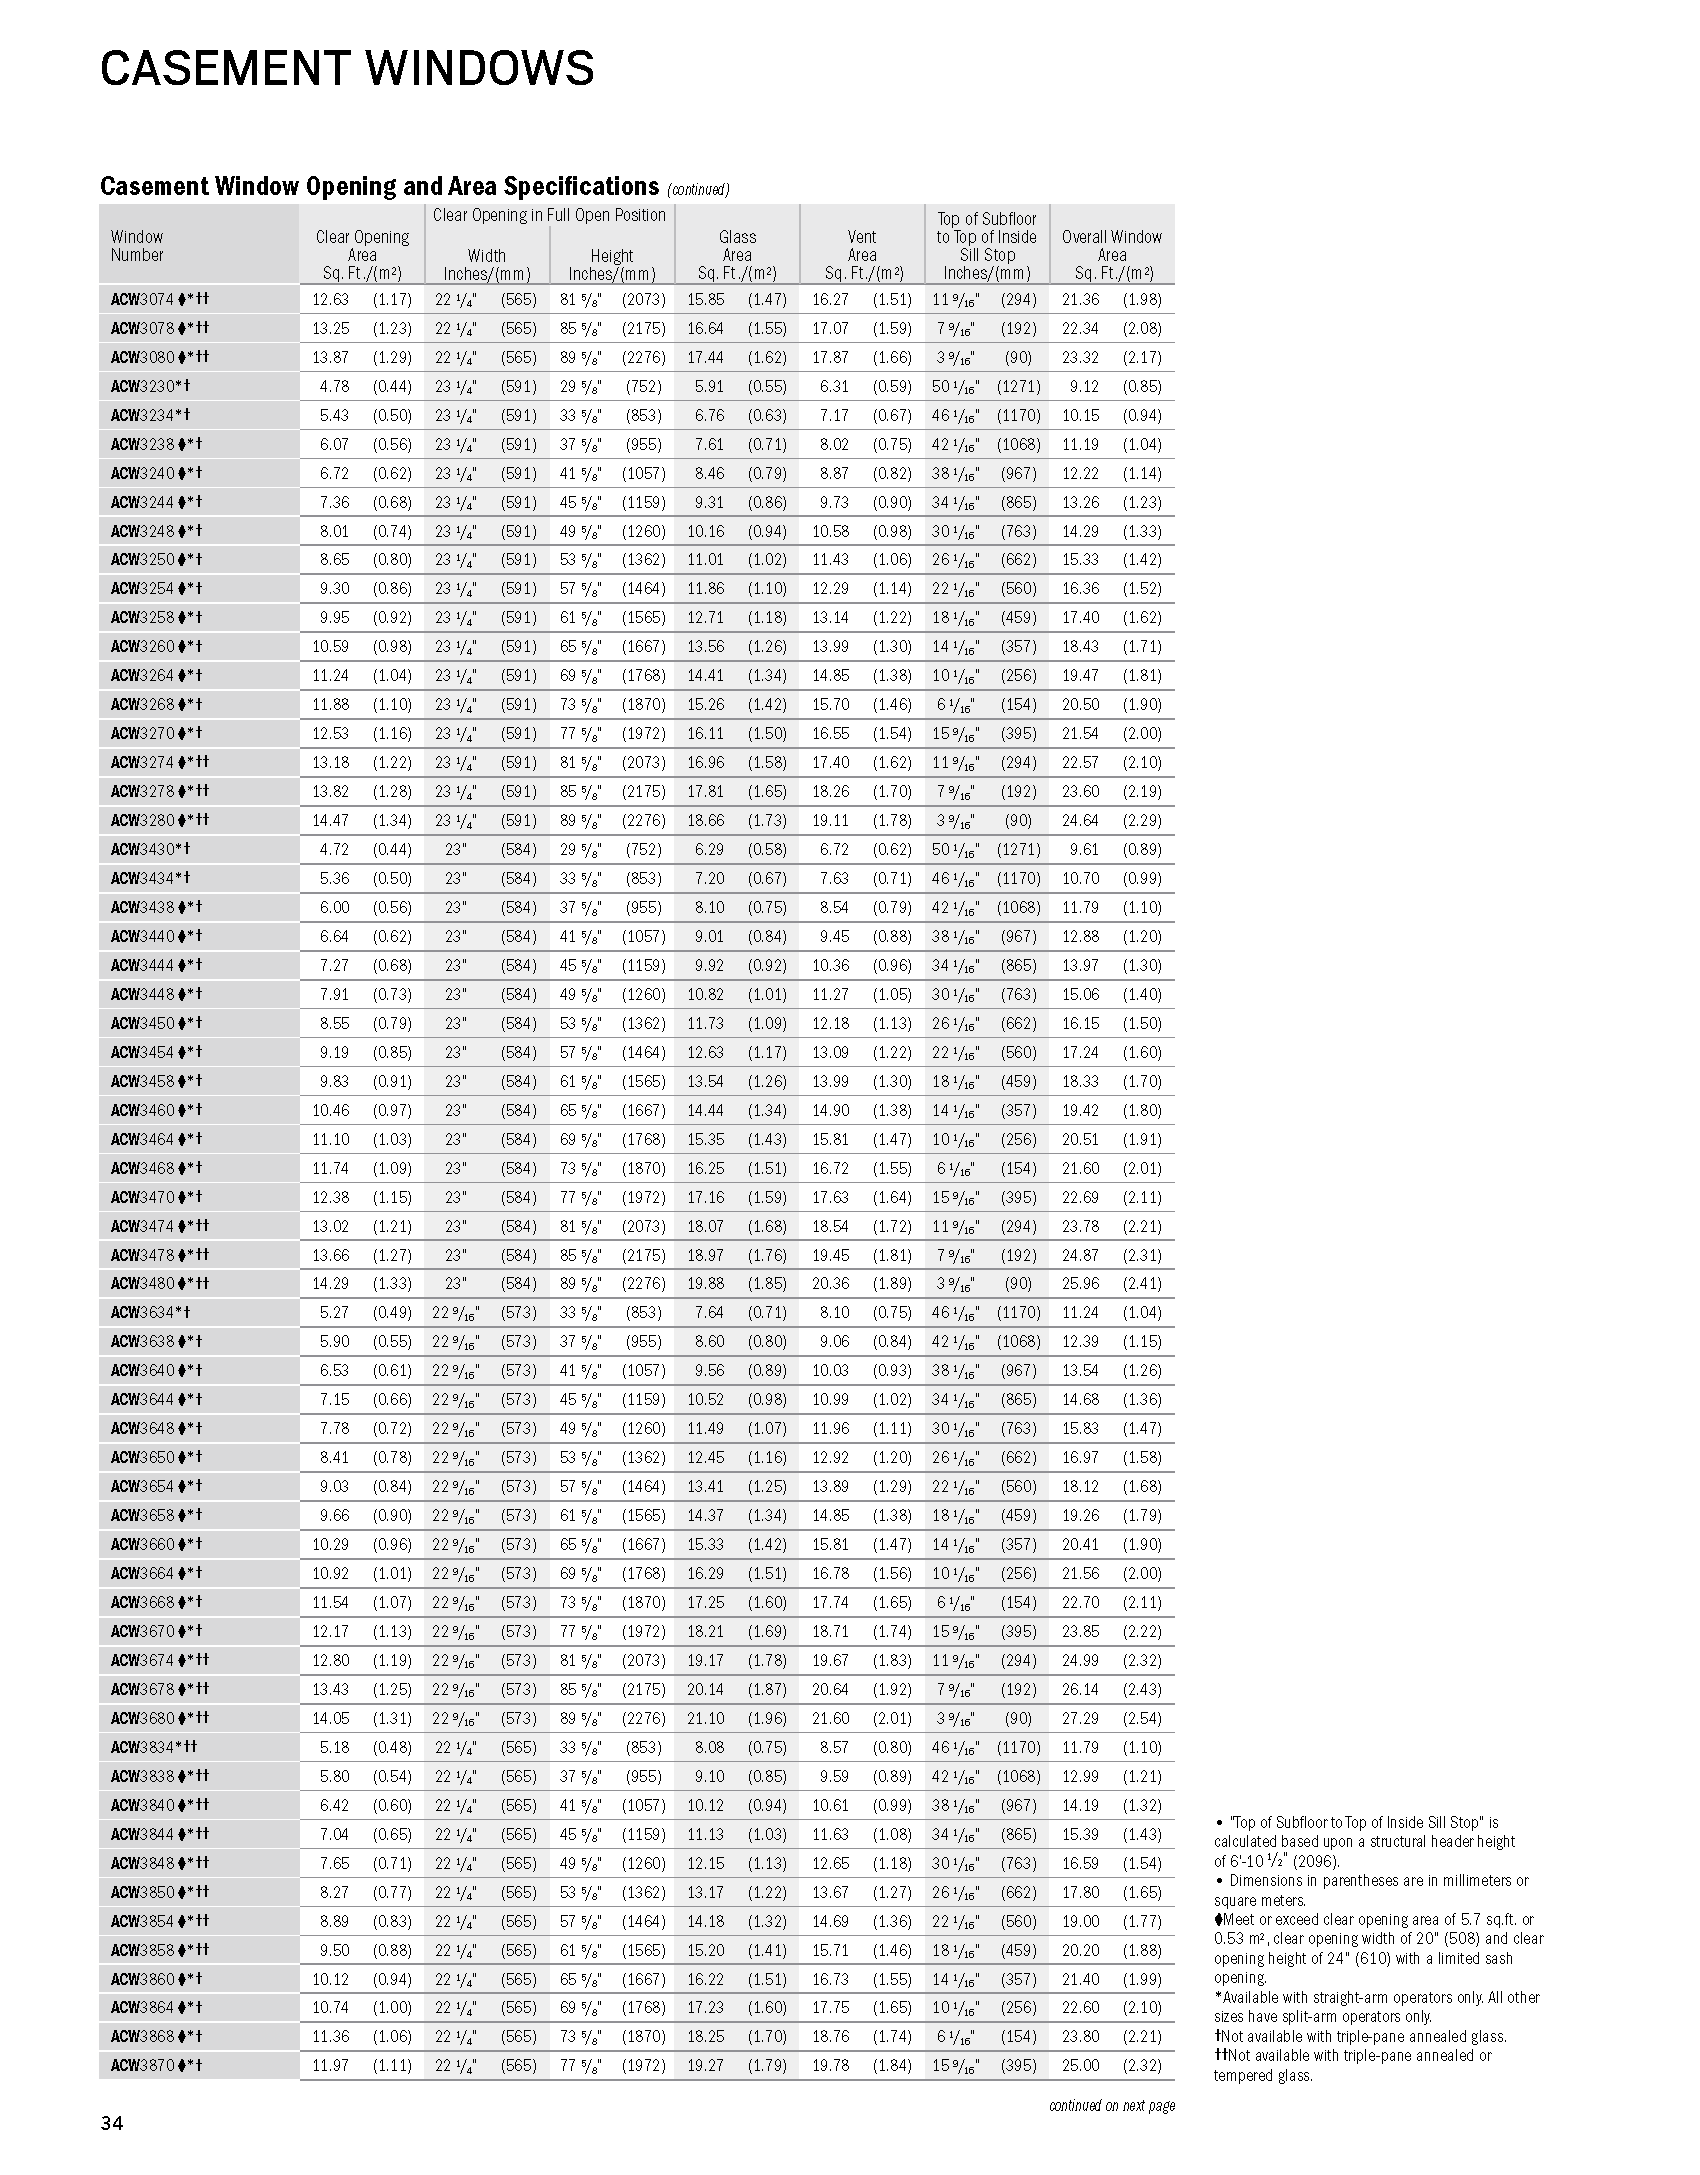 CASEMENT WINDOWS
Casement Window Opening and Area Specifications (continued)
Window Number | Clear Opening Area Sq. Ft./(m²) | Clear Opening in Full Open Position Width Inches/(mm) | Height Inches/(mm) | Glass Area Sq. Ft./(m²) | Vent Area Sq. Ft./(m²) | Top of Subfloor to Top of Inside Sill Stop Inches/(mm) | Overall Window Area Sq. Ft./(m²)
ACW3074 ♦*†† 12.63 (1.17) 22 1/4" (565) 81 5/8" (2073) 15.85 (1.47) 16.27 (1.51) 11 9/16" (294) 21.36 (1.98)
ACW3078 ♦*†† 13.25 (1.23) 22 1/4" (565) 85 5/8" (2175) 16.64 (1.55) 17.07 (1.59) 7 9/16" (192) 22.34 (2.08)
ACW3080 ♦*†† 13.87 (1.29) 22 1/4" (565) 89 5/8" (2276) 17.44 (1.62) 17.87 (1.66) 3 9/16" (90) 23.32 (2.17)
ACW3230*† 4.78 (0.44) 23 1/4" (591) 29 5/8" (752) 5.91 (0.55) 6.31 (0.59) 50 1/16" (1271) 9.12 (0.85)
ACW3234*† 5.43 (0.50) 23 1/4" (591) 33 5/8" (853) 6.76 (0.63) 7.17 (0.67) 46 1/16" (1170) 10.15 (0.94)
ACW3238 ♦*† 6.07 (0.56) 23 1/4" (591) 37 5/8" (955) 7.61 (0.71) 8.02 (0.75) 42 1/16" (1068) 11.19 (1.04)
ACW3240 ♦*† 6.72 (0.62) 23 1/4" (591) 41 5/8" (1057) 8.46 (0.79) 8.87 (0.82) 38 1/16" (967) 12.22 (1.14)
ACW3244 ♦*† 7.36 (0.68) 23 1/4" (591) 45 5/8" (1159) 9.31 (0.86) 9.73 (0.90) 34 1/16" (865) 13.26 (1.23)
ACW3248 ♦*† 8.01 (0.74) 23 1/4" (591) 49 5/8" (1260) 10.16 (0.94) 10.58 (0.98) 30 1/16" (763) 14.29 (1.33)
ACW3250 ♦*† 8.65 (0.80) 23 1/4" (591) 53 5/8" (1362) 11.01 (1.02) 11.43 (1.06) 26 1/16" (662) 15.33 (1.42)
ACW3254 ♦*† 9.30 (0.86) 23 1/4" (591) 57 5/8" (1464) 11.86 (1.10) 12.29 (1.14) 22 1/16" (560) 16.36 (1.52)
ACW3258 ♦*† 9.95 (0.92) 23 1/4" (591) 61 5/8" (1565) 12.71 (1.18) 13.14 (1.22) 18 1/16" (459) 17.40 (1.62)
ACW3260 ♦*† 10.59 (0.98) 23 1/4" (591) 65 5/8" (1667) 13.56 (1.26) 13.99 (1.30) 14 1/16" (357) 18.43 (1.71)
ACW3264 ♦*† 11.24 (1.04) 23 1/4" (591) 69 5/8" (1768) 14.41 (1.34) 14.85 (1.38) 10 1/16" (256) 19.47 (1.81)
ACW3268 ♦*† 11.88 (1.10) 23 1/4" (591) 73 5/8" (1870) 15.26 (1.42) 15.70 (1.46) 6 1/16" (154) 20.50 (1.90)
ACW3270 ♦*† 12.53 (1.16) 23 1/4" (591) 77 5/8" (1972) 16.11 (1.50) 16.55 (1.54) 15 9/16" (395) 21.54 (2.00)
ACW3274 ♦*†† 13.18 (1.22) 23 1/4" (591) 81 5/8" (2073) 16.96 (1.58) 17.40 (1.62) 11 9/16" (294) 22.57 (2.10)
ACW3278 ♦*†† 13.82 (1.28) 23 1/4" (591) 85 5/8" (2175) 17.81 (1.65) 18.26 (1.70) 7 9/16" (192) 23.60 (2.19)
ACW3280 ♦*†† 14.47 (1.34) 23 1/4" (591) 89 5/8" (2276) 18.66 (1.73) 19.11 (1.78) 3 9/16" (90) 24.64 (2.29)
ACW3430*† 4.72 (0.44) 23" (584) 29 5/8" (752) 6.29 (0.58) 6.72 (0.62) 50 1/16" (1271) 9.61 (0.89)
ACW3434*† 5.36 (0.50) 23" (584) 33 5/8" (853) 7.20 (0.67) 7.63 (0.71) 46 1/16" (1170) 10.70 (0.99)
ACW3438 ♦*† 6.00 (0.56) 23" (584) 37 5/8" (955) 8.10 (0.75) 8.54 (0.79) 42 1/16" (1068) 11.79 (1.10)
ACW3440 ♦*† 6.64 (0.62) 23" (584) 41 5/8" (1057) 9.01 (0.84) 9.45 (0.88) 38 1/16" (967) 12.88 (1.20)
ACW3444 ♦*† 7.27 (0.68) 23" (584) 45 5/8" (1159) 9.92 (0.92) 10.36 (0.96) 34 1/16" (865) 13.97 (1.30)
ACW3448 ♦*† 7.91 (0.73) 23" (584) 49 5/8" (1260) 10.82 (1.01) 11.27 (1.05) 30 1/16" (763) 15.06 (1.40)
ACW3450 ♦*† 8.55 (0.79) 23" (584) 53 5/8" (1362) 11.73 (1.09) 12.18 (1.13) 26 1/16" (662) 16.15 (1.50)
ACW3454 ♦*† 9.19 (0.85) 23" (584) 57 5/8" (1464) 12.63 (1.17) 13.09 (1.22) 22 1/16" (560) 17.24 (1.60)
ACW3458 ♦*† 9.83 (0.91) 23" (584) 61 5/8" (1565) 13.54 (1.26) 13.99 (1.30) 18 1/16" (459) 18.33 (1.70)
ACW3460 ♦*† 10.46 (0.97) 23" (584) 65 5/8" (1667) 14.44 (1.34) 14.90 (1.38) 14 1/16" (357) 19.42 (1.80)
ACW3464 ♦*† 11.10 (1.03) 23" (584) 69 5/8" (1768) 15.35 (1.43) 15.81 (1.47) 10 1/16" (256) 20.51 (1.91)
ACW3468 ♦*† 11.74 (1.09) 23" (584) 73 5/8" (1870) 16.25 (1.51) 16.72 (1.55) 6 1/16" (154) 21.60 (2.01)
ACW3470 ♦*† 12.38 (1.15) 23" (584) 77 5/8" (1972) 17.16 (1.59) 17.63 (1.64) 15 9/16" (395) 22.69 (2.11)
ACW3474 ♦*†† 13.02 (1.21) 23" (584) 81 5/8" (2073) 18.07 (1.68) 18.54 (1.72) 11 9/16" (294) 23.78 (2.21)
ACW3478 ♦*†† 13.66 (1.27) 23" (584) 85 5/8" (2175) 18.97 (1.76) 19.45 (1.81) 7 9/16" (192) 24.87 (2.31)
ACW3480 ♦*†† 14.29 (1.33) 23" (584) 89 5/8" (2276) 19.88 (1.85) 20.36 (1.89) 3 9/16" (90) 25.96 (2.41)
ACW3634*† 5.27 (0.49) 22 9/16" (573) 33 5/8" (853) 7.64 (0.71) 8.10 (0.75) 46 1/16" (1170) 11.24 (1.04)
ACW3638 ♦*† 5.90 (0.55) 22 9/16" (573) 37 5/8" (955) 8.60 (0.80) 9.06 (0.84) 42 1/16" (1068) 12.39 (1.15)
ACW3640 ♦*† 6.53 (0.61) 22 9/16" (573) 41 5/8" (1057) 9.56 (0.89) 10.03 (0.93) 38 1/16" (967) 13.54 (1.26)
ACW3644 ♦*† 7.15 (0.66) 22 9/16" (573) 45 5/8" (1159) 10.52 (0.98) 10.99 (1.02) 34 1/16" (865) 14.68 (1.36)
ACW3648 ♦*† 7.78 (0.72) 22 9/16" (573) 49 5/8" (1260) 11.49 (1.07) 11.96 (1.11) 30 1/16" (763) 15.83 (1.47)
ACW3650 ♦*† 8.41 (0.78) 22 9/16" (573) 53 5/8" (1362) 12.45 (1.16) 12.92 (1.20) 26 1/16" (662) 16.97 (1.58)
ACW3654 ♦*† 9.03 (0.84) 22 9/16" (573) 57 5/8" (1464) 13.41 (1.25) 13.89 (1.29) 22 1/16" (560) 18.12 (1.68)
ACW3658 ♦*† 9.66 (0.90) 22 9/16" (573) 61 5/8" (1565) 14.37 (1.34) 14.85 (1.38) 18 1/16" (459) 19.26 (1.79)
ACW3660 ♦*† 10.29 (0.96) 22 9/16" (573) 65 5/8" (1667) 15.33 (1.42) 15.81 (1.47) 14 1/16" (357) 20.41 (1.90)
ACW3664 ♦*† 10.92 (1.01) 22 9/16" (573) 69 5/8" (1768) 16.29 (1.51) 16.78 (1.56) 10 1/16" (256) 21.56 (2.00)
ACW3668 ♦*† 11.54 (1.07) 22 9/16" (573) 73 5/8" (1870) 17.25 (1.60) 17.74 (1.65) 6 1/16" (154) 22.70 (2.11)
ACW3670 ♦*† 12.17 (1.13) 22 9/16" (573) 77 5/8" (1972) 18.21 (1.69) 18.71 (1.74) 15 9/16" (395) 23.85 (2.22)
ACW3674 ♦*†† 12.80 (1.19) 22 9/16" (573) 81 5/8" (2073) 19.17 (1.78) 19.67 (1.83) 11 9/16" (294) 24.99 (2.32)
ACW3678 ♦*†† 13.43 (1.25) 22 9/16" (573) 85 5/8" (2175) 20.14 (1.87) 20.64 (1.92) 7 9/16" (192) 26.14 (2.43)
ACW3680 ♦*†† 14.05 (1.31) 22 9/16" (573) 89 5/8" (2276) 21.10 (1.96) 21.60 (2.01) 3 9/16" (90) 27.29 (2.54)
ACW3834*†† 5.18 (0.48) 22 1/4" (565) 33 5/8" (853) 8.08 (0.75) 8.57 (0.80) 46 1/16" (1170) 11.79 (1.10)
ACW3838 ♦*†† 5.80 (0.54) 22 1/4" (565) 37 5/8" (955) 9.10 (0.85) 9.59 (0.89) 42 1/16" (1068) 12.99 (1.21)
ACW3840 ♦*†† 6.42 (0.60) 22 1/4" (565) 41 5/8" (1057) 10.12 (0.94) 10.61 (0.99) 38 1/16" (967) 14.19 (1.32)
ACW3844 ♦*†† 7.04 (0.65) 22 1/4" (565) 45 5/8" (1159) 11.13 (1.03) 11.63 (1.08) 34 1/16" (865) 15.39 (1.43)
ACW3848 ♦*†† 7.65 (0.71) 22 1/4" (565) 49 5/8" (1260) 12.15 (1.13) 12.65 (1.18) 30 1/16" (763) 16.59 (1.54)
ACW3850 ♦*†† 8.27 (0.77) 22 1/4" (565) 53 5/8" (1362) 13.17 (1.22) 13.67 (1.27) 26 1/16" (662) 17.80 (1.65)
ACW3854 ♦*†† 8.89 (0.83) 22 1/4" (565) 57 5/8" (1464) 14.18 (1.32) 14.69 (1.36) 22 1/16" (560) 19.00 (1.77)
ACW3858 ♦*†† 9.50 (0.88) 22 1/4" (565) 61 5/8" (1565) 15.20 (1.41) 15.71 (1.46) 18 1/16" (459) 20.20 (1.88)
ACW3860 ♦*† 10.12 (0.94) 22 1/4" (565) 65 5/8" (1667) 16.22 (1.51) 16.73 (1.55) 14 1/16" (357) 21.40 (1.99)
ACW3864 ♦*† 10.74 (1.00) 22 1/4" (565) 69 5/8" (1768) 17.23 (1.60) 17.75 (1.65) 10 1/16" (256) 22.60 (2.10)
ACW3868 ♦*† 11.36 (1.06) 22 1/4" (565) 73 5/8" (1870) 18.25 (1.70) 18.76 (1.74) 6 1/16" (154) 23.80 (2.21)
ACW3870 ♦*† 11.97 (1.11) 22 1/4" (565) 77 5/8" (1972) 19.27 (1.79) 19.78 (1.84) 15 9/16" (395) 25.00 (2.32)
• "Top of Subfloor to Top of Inside Sill Stop" is
calculated based upon a structural header height
of 6'-10 1/2" (2096).
• Dimensions in parentheses are in millimeters or
square meters.
♦Meet or exceed clear opening area of 5.7 sq.ft. or
0.53 m², clear opening width of 20" (508) and clear
opening height of 24" (610) with a limited sash
opening.
*Available with straight-arm operators only. All other
sizes have split-arm operators only.
†Not available with triple-pane annealed glass.
††Not available with triple-pane annealed or
tempered glass.
continued on next page
34